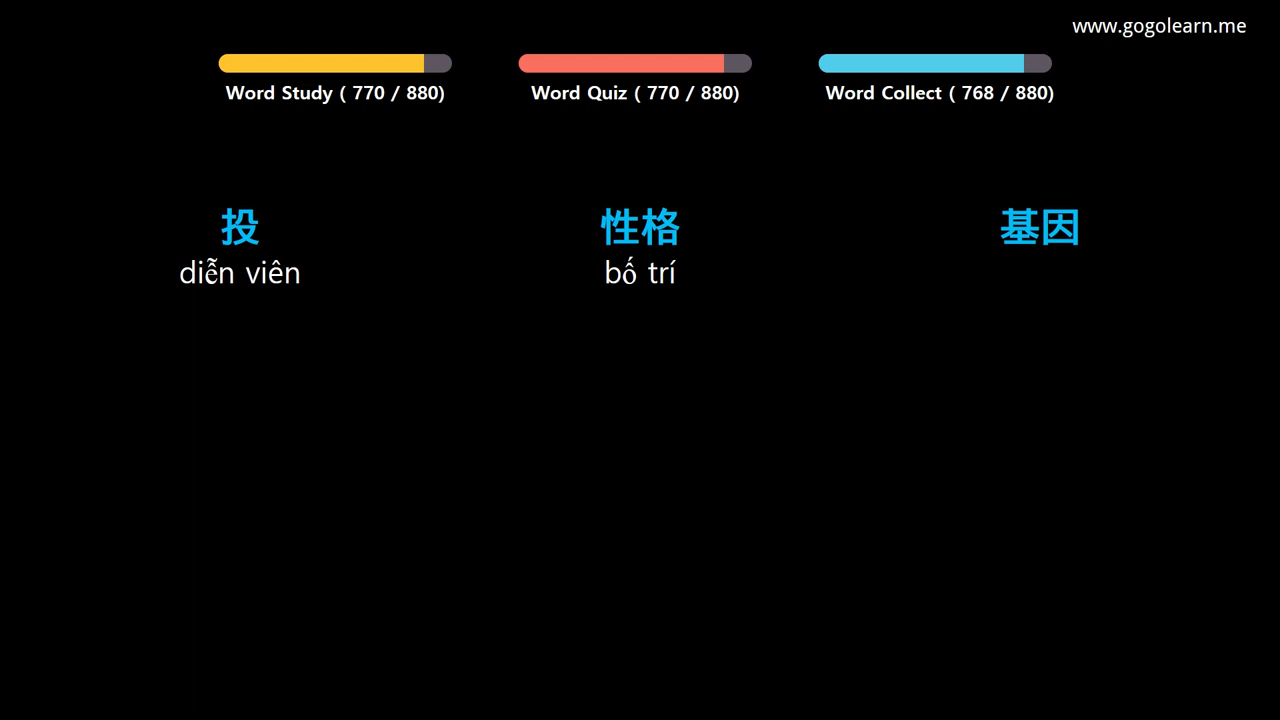 www.gogolearn.me
Word Study ( 770 / 880)
Word Quiz ( 770 / 880)
Word Collect ( 768 / 880)
投
性格
基因
diễn viên
bố trí